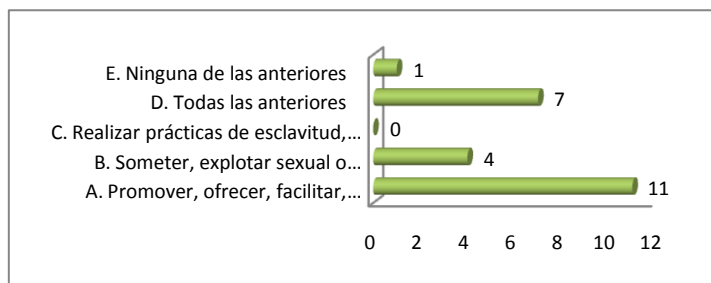 E. Ninguna de las anteriores 1
D. Todas las anteriores 7
C. Realizar prácticas de esclavitud,... 0
B. Someter, explotar sexual o... 4
A. Promover, ofrecer, facilitar,... 11
0 2 4 6 8 10 12